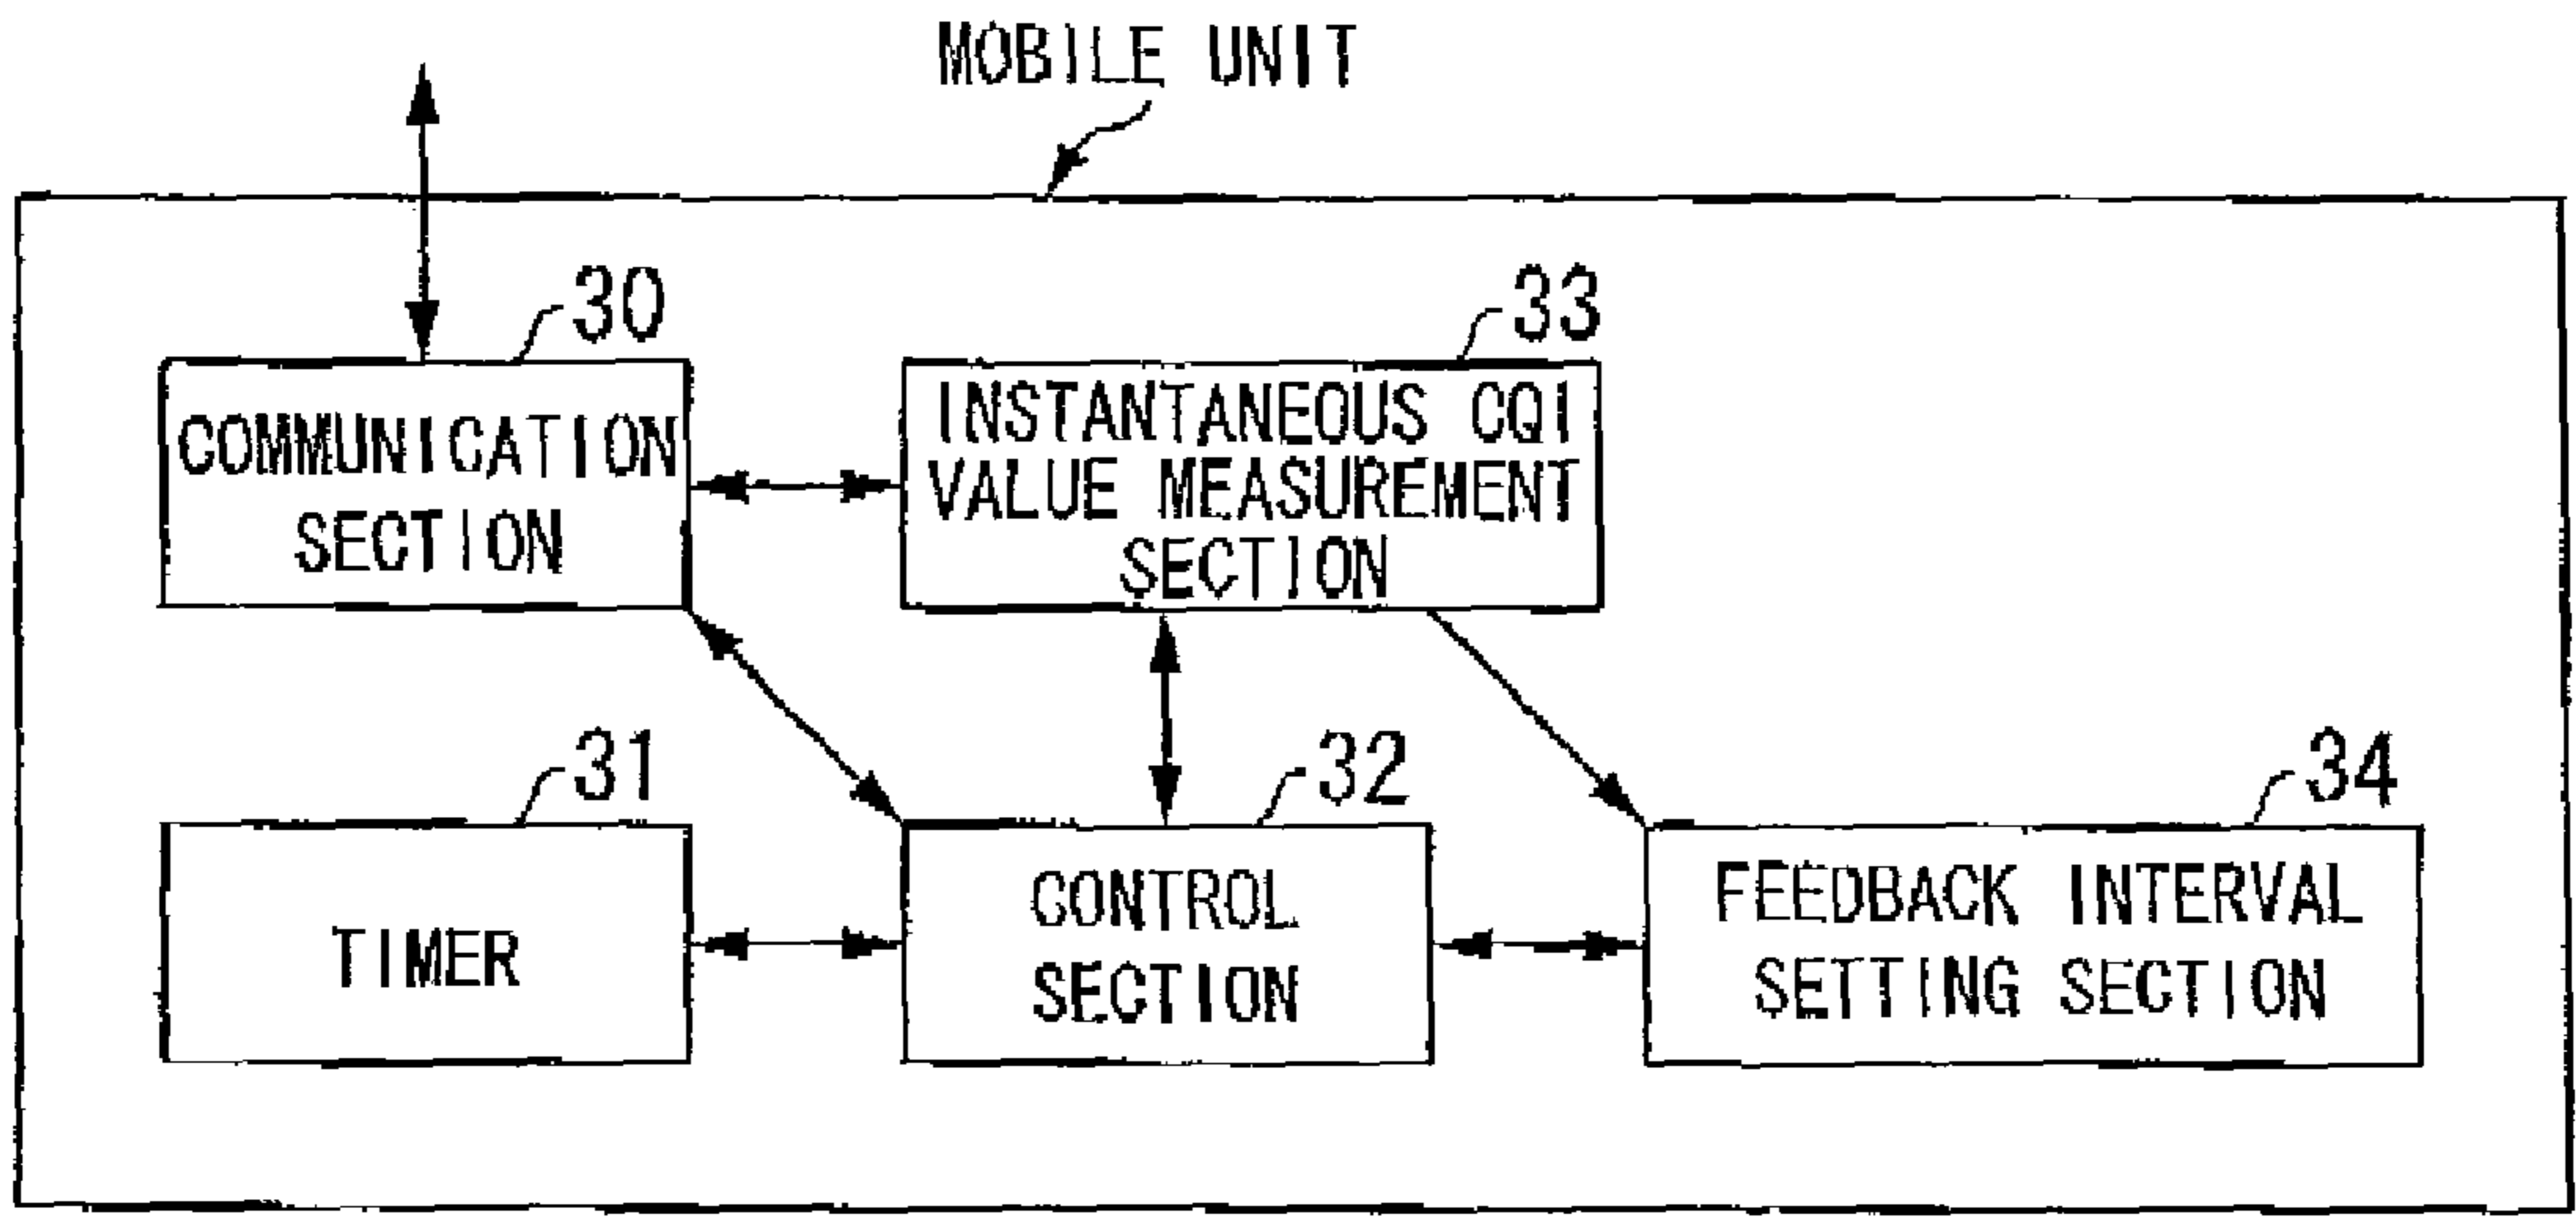 MOBILE UNIT
30
COMMUNICATION
SECTION
33
INSTANTANEOUS CQI
VALUE MEASUREMENT
SECTION
31
TIMER
32
CONTROL
SECTION
34
FEEDBACK INTERVAL
SETTING SECTION